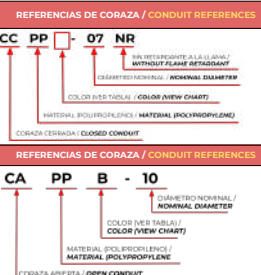 REFERENCIAS DE CORAZA / CONDUIT REFERENCES
CC PP - 07 NR
SIN RETARDANTE A LA LLAMA /
WITHOUT FLAME RETARDANT
DIÁMETRO NOMINAL / NOMINAL DIAMETER
COLOR (VER TABLA) / COLOR (VIEW CHART)
MATERIAL (POLIPROPILENO) / MATERIAL (POLYPROPYLENE)
CORAZA CERRADA / CLOSED CONDUIT
REFERENCIAS DE CORAZA / CONDUIT REFERENCES
CA PP B - 10
DIÁMETRO NOMINAL /
NOMINAL DIAMETER
COLOR (VER TABLA) /
COLOR (VIEW CHART)
MATERIAL (POLIPROPILENO) /
MATERIAL (POLYPROPYLENE
CORAZA ABIERTA / OPEN CONDUIT